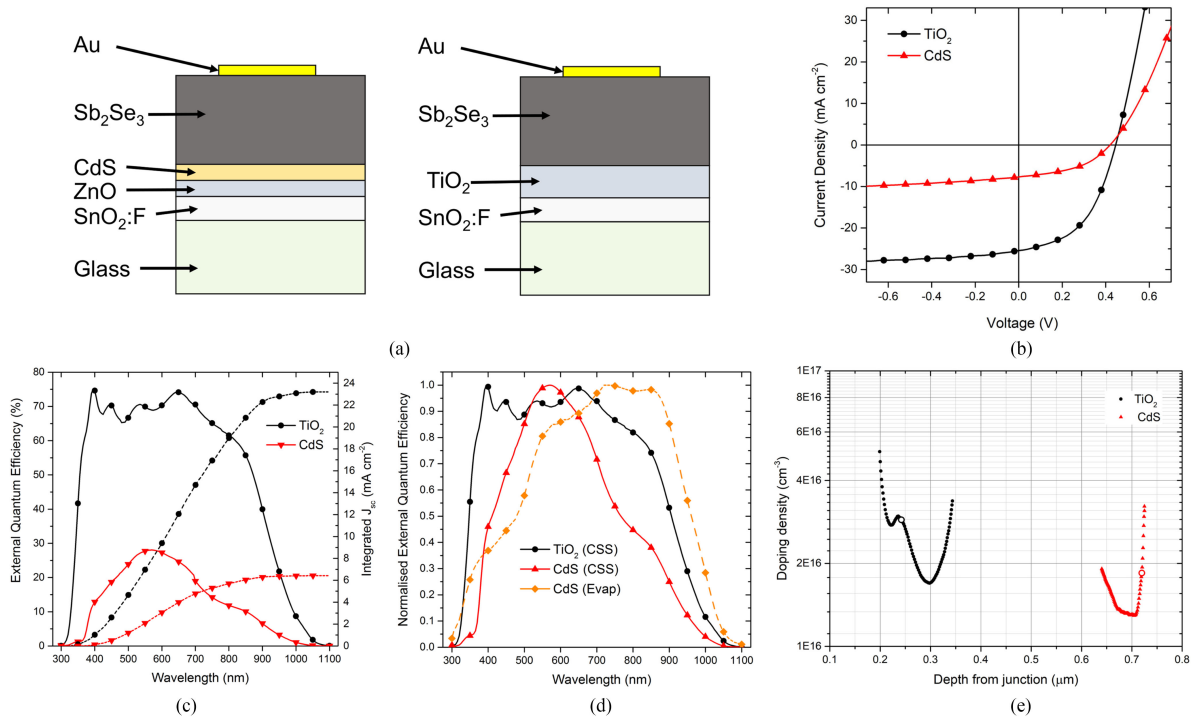 Au
Sb₂Se₃
CdS
ZnO
SnO₂:F
Glass
Au
Sb₂Se₃
TiO₂
SnO₂:F
Glass
(a)
TiO₂
CdS
Current Density (mA cm⁻²)
30
20
10
0
-10
-20
-30
-0.6 -0.4 -0.2 0.0 0.2 0.4 0.6
Voltage (V)
(b)
External Quantum Efficiency (%)
80
70
60
50
40
30
20
10
0
TiO₂
CdS
24
22
20
18
16
14
12
10
8
6
4
2
0
Integrated Jsc (mA cm⁻²)
300 400 500 600 700 800 900 1000 1100
Wavelength (nm)
(c)
Normalised External Quantum Efficiency
1.0
0.9
0.8
0.7
0.6
0.5
0.4
0.3
0.2
0.1
0.0
TiO₂ (CSS)
CdS (CSS)
CdS (Evap)
300 400 500 600 700 800 900 1000 1100
Wavelength (nm)
(d)
Doping density (cm⁻³)
1E17
8E16
6E16
4E16
2E16
1E16
TiO₂
CdS
0.1 0.2 0.3 0.4 0.5 0.6 0.7 0.8
Depth from junction (μm)
(e)